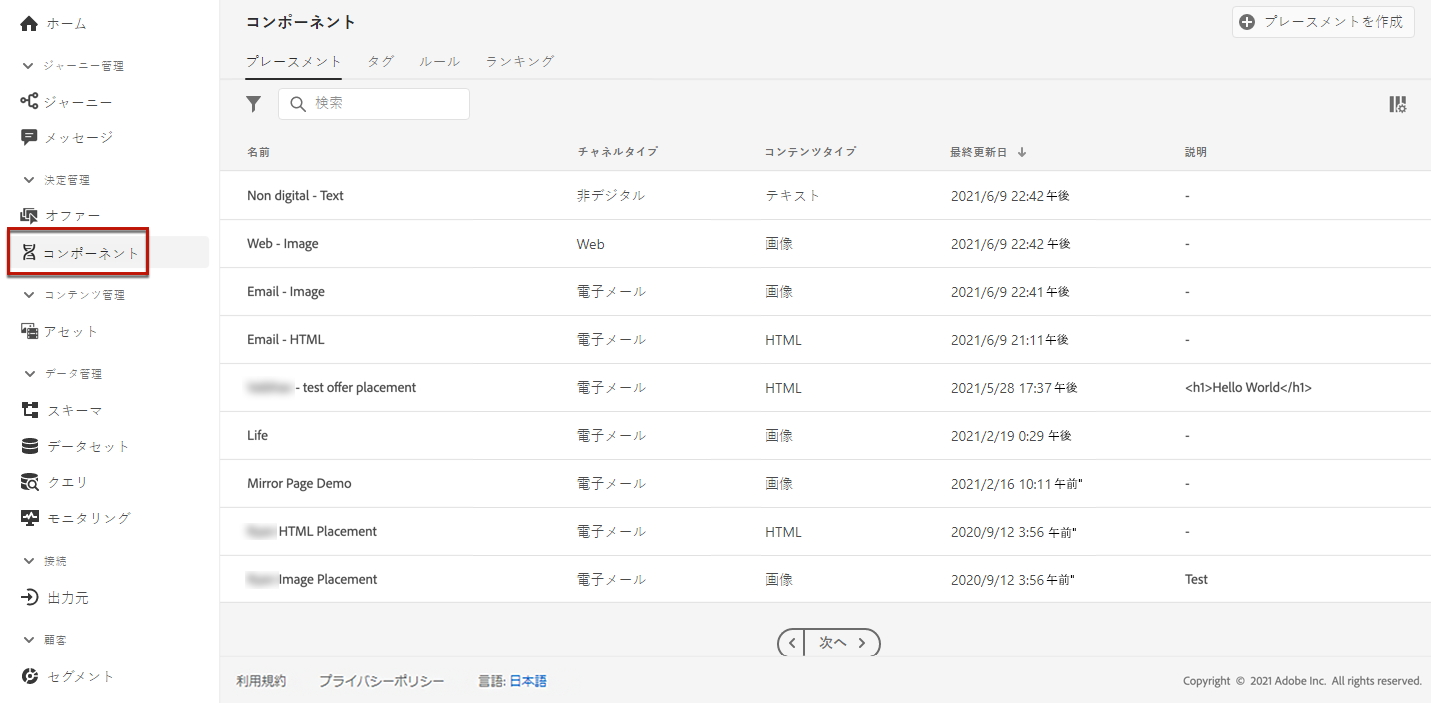 ホーム
ジャーニー管理
ジャーニー
メッセージ
決定管理
オファー
コンポーネント
コンテンツ管理
アセット
データ管理
スキーマ
データセット
クエリ
モニタリング
接続
出力元
顧客
セグメント
コンポーネント
プレースメントを作成
プレースメント タグ ルール ランキング
検索
名前 チャネルタイプ コンテンツタイプ 最終更新日 説明
Non digital - Text 非デジタル テキスト 2021/6/9 22:42 午後 -
Web - Image Web 画像 2021/6/9 22:42 午後 -
Email - Image 電子メール 画像 2021/6/9 22:41 午後 -
Email - HTML 電子メール HTML 2021/6/9 21:11 午後 -
- test offer placement 電子メール HTML 2021/5/28 17:37 午後 <h1>Hello World</h1>
Life 電子メール 画像 2021/2/19 0:29 午後 -
Mirror Page Demo 電子メール 画像 2021/2/16 10:11 午前" -
HTML Placement 電子メール HTML 2020/9/12 3:56 午前" -
Image Placement 電子メール 画像 2020/9/12 3:56 午前" Test
次へ
利用規約 プライバシーポリシー 言語: 日本語 Copyright © 2021 Adobe Inc. All rights reserved.